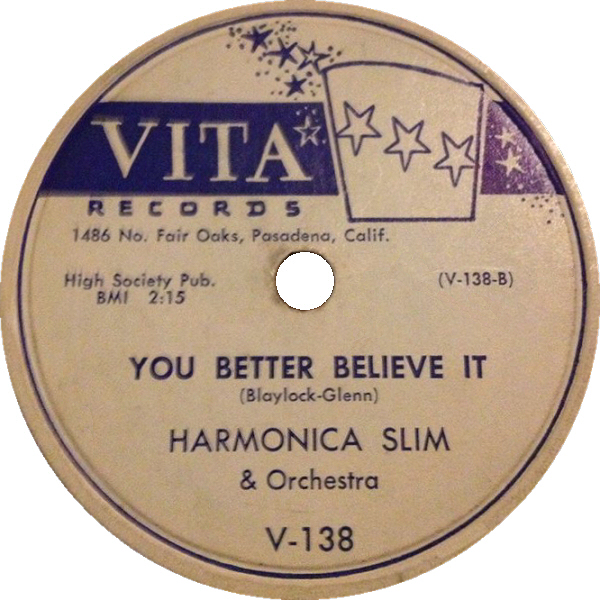 VITA
RECORDS
1486 No. Fair Oaks, Pasadena, Calif.
High Society Pub.
BMI 2:15
(V-138-B)
YOU BETTER BELIEVE IT
(Blaylock-Glenn)
HARMONICA SLIM
& Orchestra
V-138